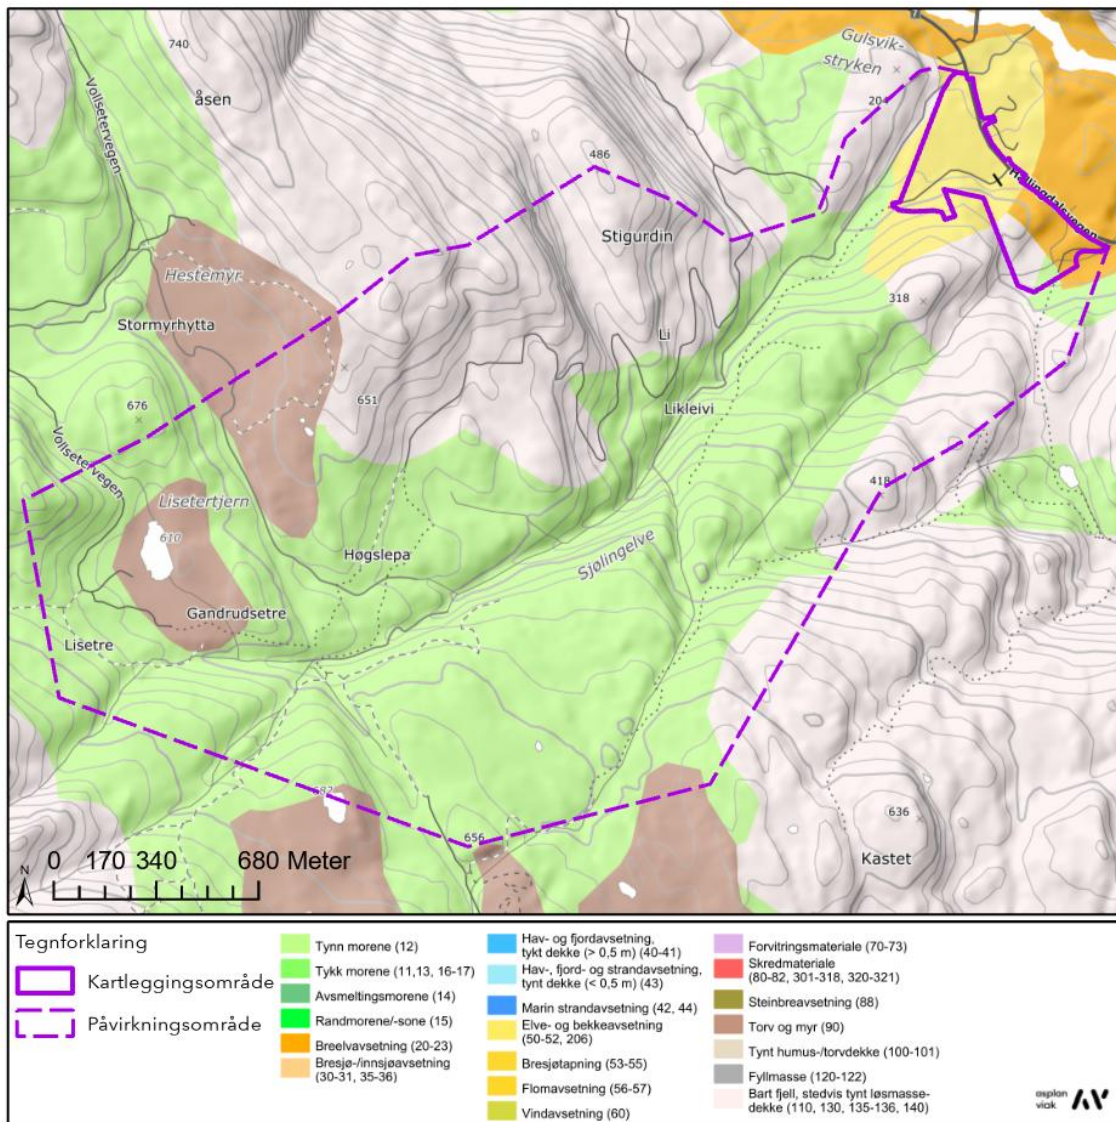 740
åsen
Vollsetervegen
Gulsvik-
stryken
204
486
Stigurdin
Hallingdalsvegen
Hestemyr
Stormyrhytta
318
Li
651
676
Likleivi
Vollsetervegen
418
Lisetertjern
610
Høgslepa
Sjølingelve
Gandrudsetre
Lisetre
682
656
636
Kastet
N
0 170 340 680 Meter
Tegnforklaring
Kartleggingsområde
Påvirkningsområde
Tynn morene (12)
Tykk morene (11,13, 16-17)
Avsmeltingsmorene (14)
Randmorene/-sone (15)
Breelvavsetning (20-23)
Bresjø-/innsjøavsetning
(30-31, 35-36)
Hav- og fjordavsetning,
tykt dekke (> 0,5 m) (40-41)
Hav-, fjord- og strandavsetning,
tynt dekke (< 0,5 m) (43)
Marin strandavsetning (42, 44)
Elve- og bekkeavsetning
(50-52, 206)
Bresjøtapning (53-55)
Flomavsetning (56-57)
Vindavsetning (60)
Forvitringsmateriale (70-73)
Skredmateriale
(80-82, 301-318, 320-321)
Steinbreavsetning (88)
Torv og myr (90)
Tynt humus-/torvdekke (100-101)
Fyllmasse (120-122)
Bart fjell, stedvis tynt løsmasse-
dekke (110, 130, 135-136, 140)
asplan
viak